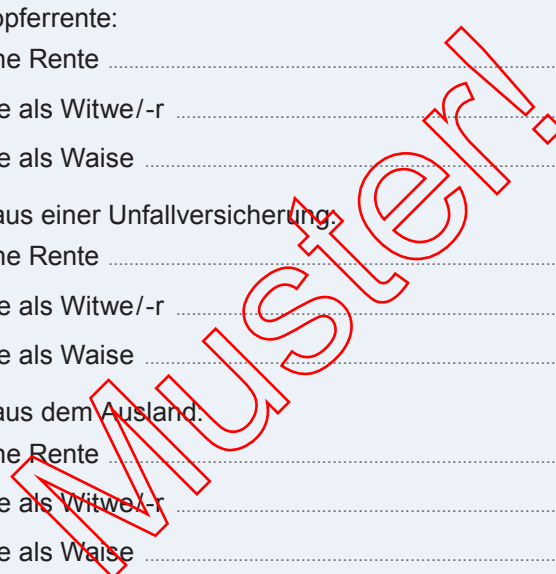 opferrente:
ne Rente
e als Witwe/-r
e als Waise
aus einer Unfallversicherung:
ne Rente
e als Witwe/-r
e als Waise
aus dem Ausland:
ne Rente
e als Witwe/-r
e als Waise
Muster!